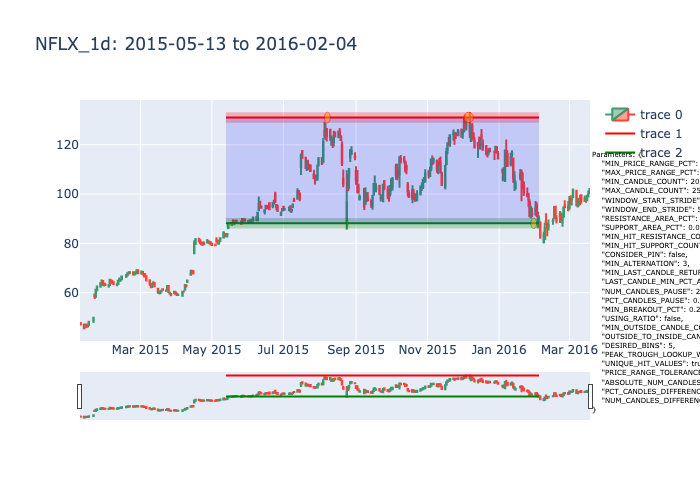 NFLX_1d: 2015-05-13 to 2016-02-04
120
100
80
60
Mar 2015
May 2015
Jul 2015
Sep 2015
Nov 2015
Jan 2016
Mar 2016
trace 0
trace 1
trace 2
Parameters: {
"MIN_PRICE_RANGE_PCT":
"MAX_PRICE_RANGE_PCT":
"MIN_CANDLE_COUNT": 20
"MAX_CANDLE_COUNT": 25
"WINDOW_START_STRIDE"
"WINDOW_END_STRIDE": 5
"RESISTANCE_AREA_PCT":
"SUPPORT_AREA_PCT": 0.0
"MIN_HIT_RESISTANCE_CO
"MIN_HIT_SUPPORT_COUNT
"CONSIDER_PIN": false,
"MIN_ALTERNATION": 3,
"MIN_LAST_CANDLE_RETUR
"LAST_CANDLE_MIN_PCT_A
"NUM_CANDLES_PAUSE": 2
"PCT_CANDLES_PAUSE": 0.
"MIN_BREAKOUT_PCT": 0.2
"USING_RATIO": false,
"MIN_OUTSIDE_CANDLE_CO
"OUTSIDE_TO_INSIDE_CAN
"DESIRED_BINS": 5,
"PEAK_TROUGH_LOOKUP_W
"UNIQUE_HIT_VALUES": tru
"PRICE_RANGE_TOLERANC
"ABSOLUTE_NUM_CANDLES
"PCT_CANDLES_DIFFERENC
"NUM_CANDLES_DIFFEREN
}